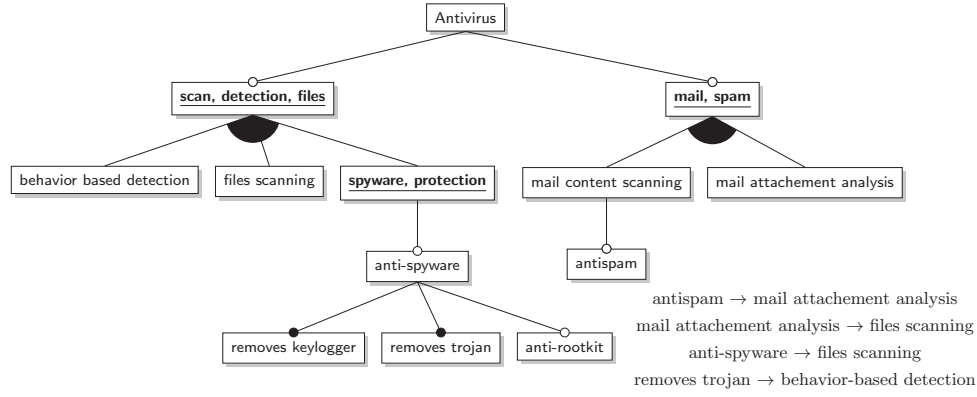 Antivirus
scan, detection, files
mail, spam
behavior based detection
files scanning
spyware, protection
mail content scanning
mail attachement analysis
anti-spyware
antispam
removes keylogger
removes trojan
anti-rootkit
antispam → mail attachement analysis
mail attachement analysis → files scanning
anti-spyware → files scanning
removes trojan → behavior-based detection